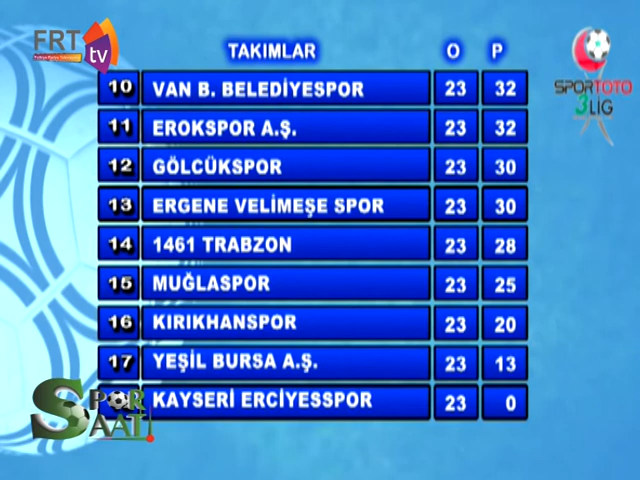 FRT
tv
TAKIMLAR O P
SPORTOTO
3.LİG
10 VAN B. BELEDİYESPOR 23 32
11 EROKSPOR A.Ş. 23 32
12 GÖLCÜKSPOR 23 30
13 ERGENE VELİMEŞE SPOR 23 30
14 1461 TRABZON 23 28
15 MUĞLASPOR 23 25
16 KIRIKHANSPOR 23 20
17 YEŞİL BURSA A.Ş. 23 13
KAYSERİ ERCİYESSPOR 23 0
SPOR
SAATİ